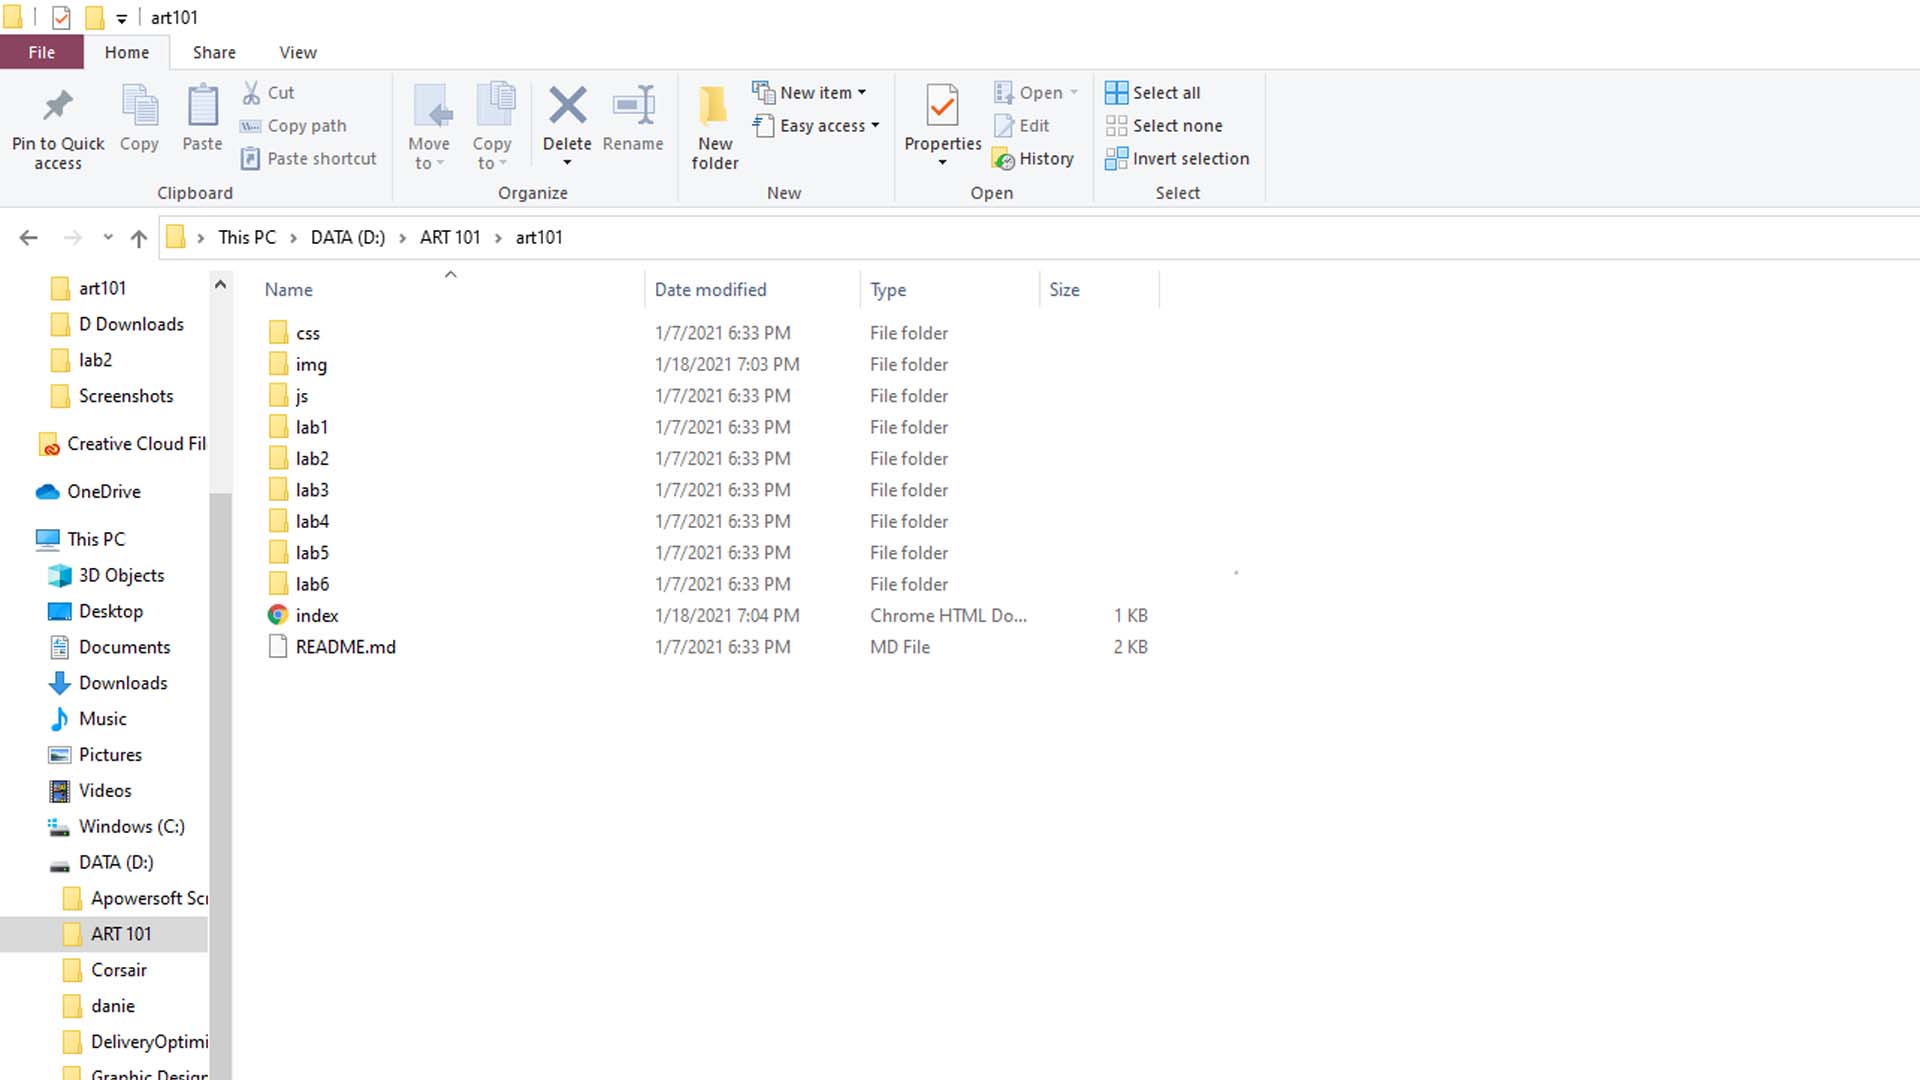 art101
File Home Share View
Pin to Quick access
Copy
Paste
Cut
Copy path
Paste shortcut
Clipboard
Move to
Copy to
Delete
Rename
Organize
New folder
New item
Easy access
New
Properties
Open
Edit
History
Open
Select all
Select none
Invert selection
Select
This PC > DATA (D:) > ART 101 > art101
art101
D Downloads
lab2
Screenshots
Creative Cloud Fil
OneDrive
This PC
3D Objects
Desktop
Documents
Downloads
Music
Pictures
Videos
Windows (C:)
DATA (D:)
Apowersoft Scr
ART 101
Corsair
danie
DeliveryOptimi
Graphic Design
Name Date modified Type Size
css 1/7/2021 6:33 PM File folder
img 1/18/2021 7:03 PM File folder
js 1/7/2021 6:33 PM File folder
lab1 1/7/2021 6:33 PM File folder
lab2 1/7/2021 6:33 PM File folder
lab3 1/7/2021 6:33 PM File folder
lab4 1/7/2021 6:33 PM File folder
lab5 1/7/2021 6:33 PM File folder
lab6 1/7/2021 6:33 PM File folder
index 1/18/2021 7:04 PM Chrome HTML Do... 1 KB
README.md 1/7/2021 6:33 PM MD File 2 KB